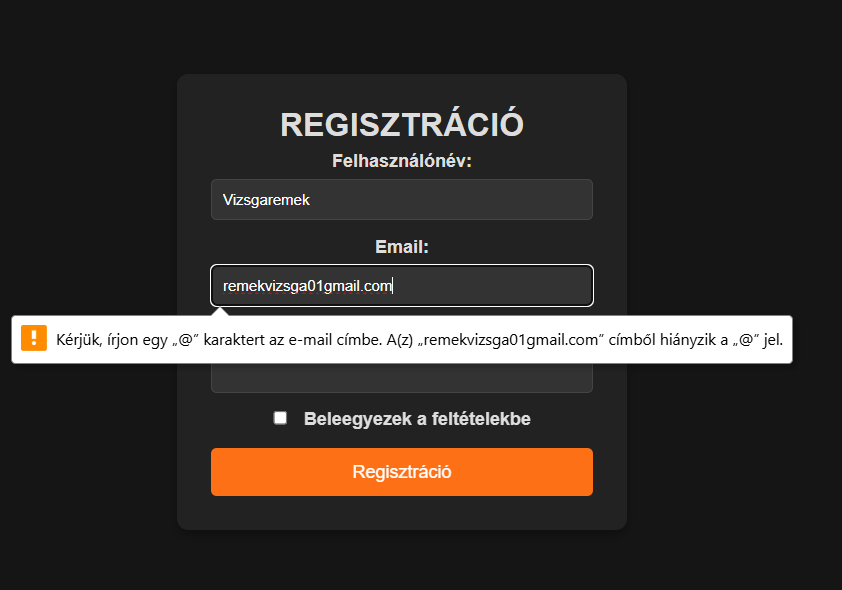 REGISZTRÁCIÓ
Felhasználónév:
Vizsgaremek
Email:
remekvizsga01gmail.com
Kérjük, írjon egy „@” karaktert az e-mail címbe. A(z) „remekvizsga01gmail.com” címből hiányzik a „@” jel.
Beleegyezek a feltételekbe
Regisztráció